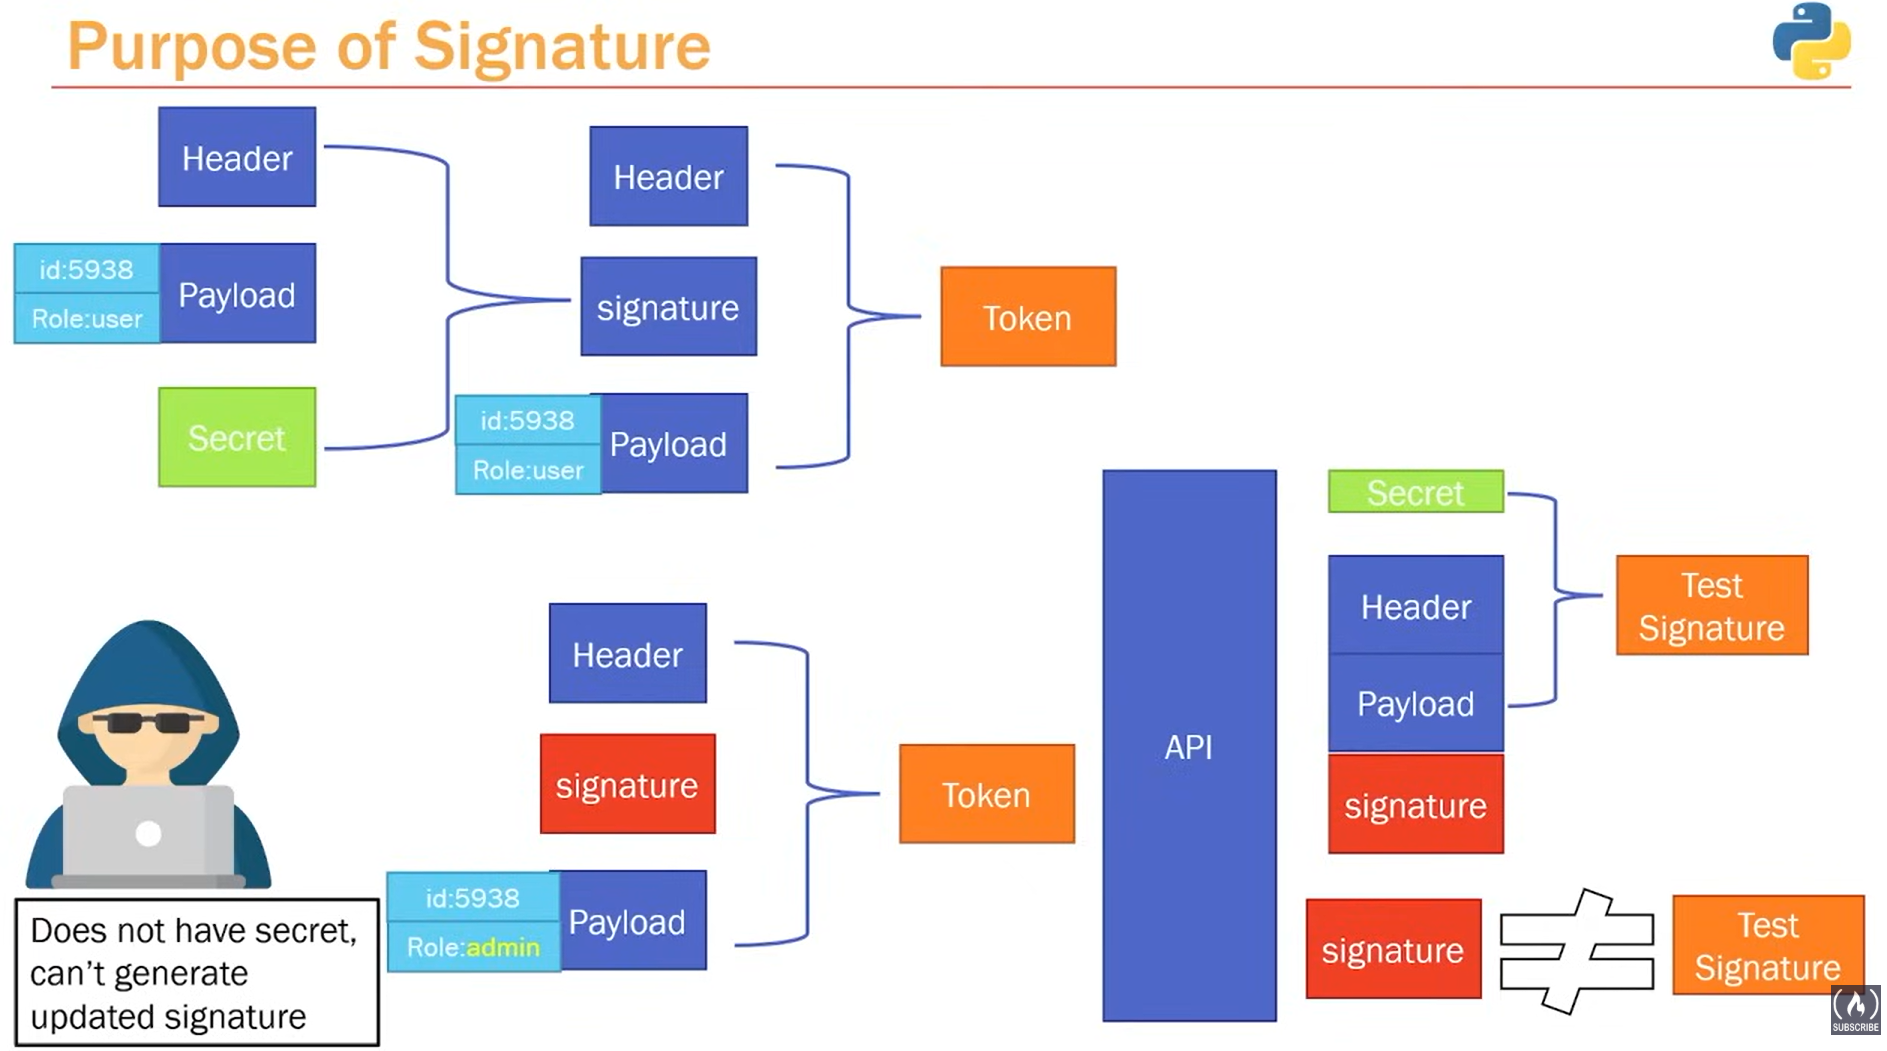 Purpose of Signature
Header
id:5938
Role:user
Payload
Secret
Header
signature
id:5938
Role:user
Payload
Token
Does not have secret,
can't generate
updated signature
Header
signature
id:5938
Role:admin
Payload
Token
API
Secret
Header
Payload
signature
Test
Signature
signature
Test
Signature
SUBSCRIBE